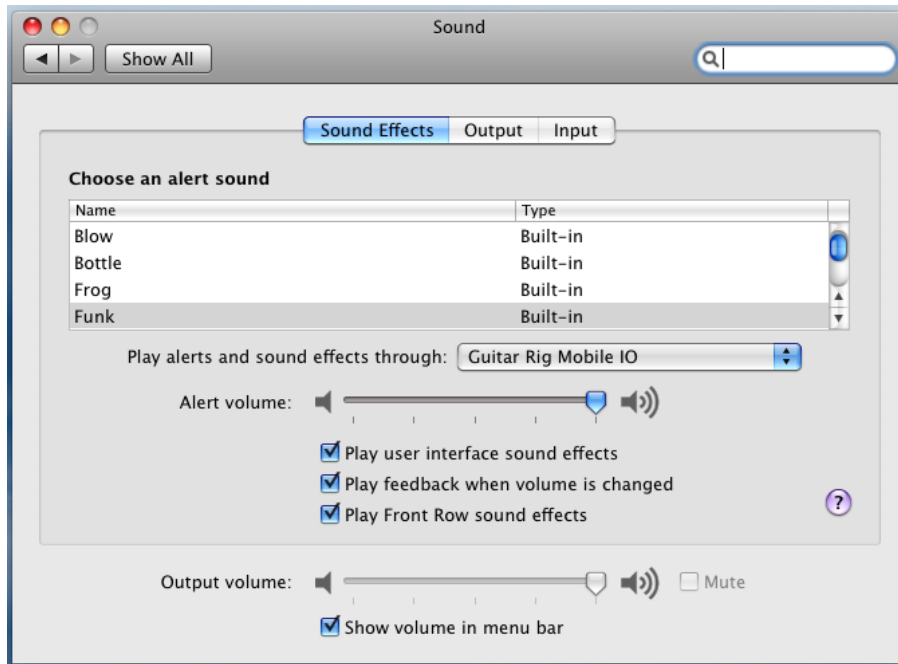 Sound
Show All
Sound Effects Output Input
Choose an alert sound
Name Type
Blow Built-in
Bottle Built-in
Frog Built-in
Funk Built-in
Play alerts and sound effects through: Guitar Rig Mobile IO
Alert volume:
Play user interface sound effects
Play feedback when volume is changed
Play Front Row sound effects
?
Output volume: Mute
Show volume in menu bar